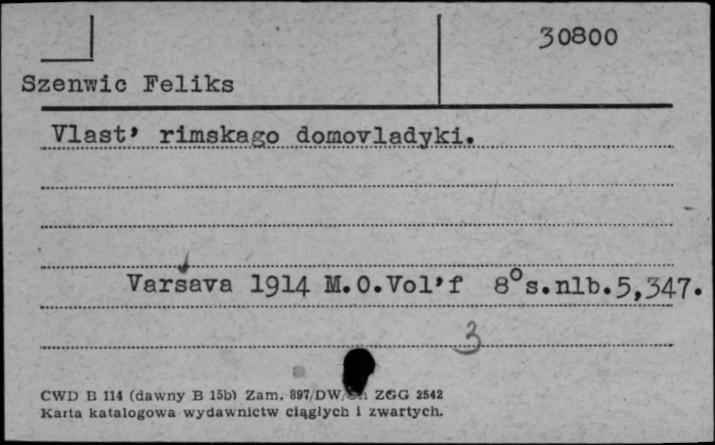 30800
Szenwic Feliks
Vlast' rimskago domovladyki.
Varšava 1914 M.O.Vol'f 8°s.nlb.5,347.
3
CWD B 114 (dawny B 15b) Zam. 897/DW ZGG 2542
Karta katalogowa wydawnictw ciągłych i zwartych.